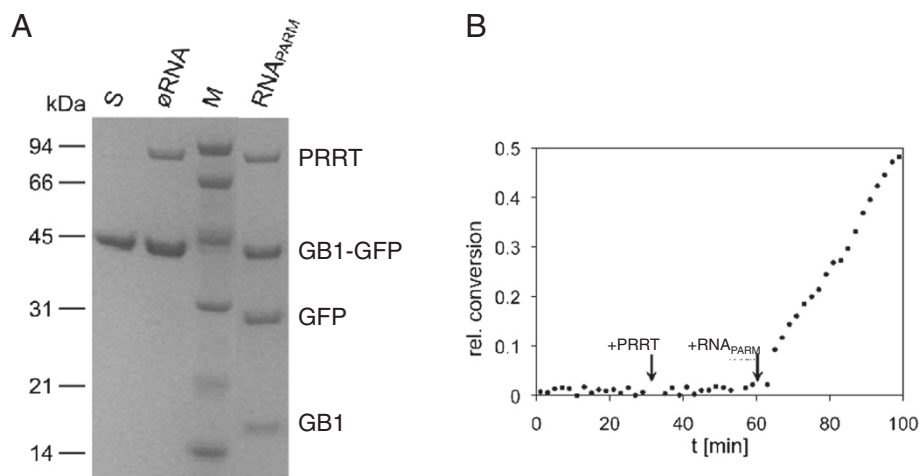 A
kDa
S
øRNA
M
RNAPARM
94
66
45
31
21
14
PRRT
GB1-GFP
GFP
GB1
B
rel. conversion
0.5
0.4
0.3
0.2
0.1
0
+PRRT
+RNAPARM
0 20 40 60 80 100
t [min]